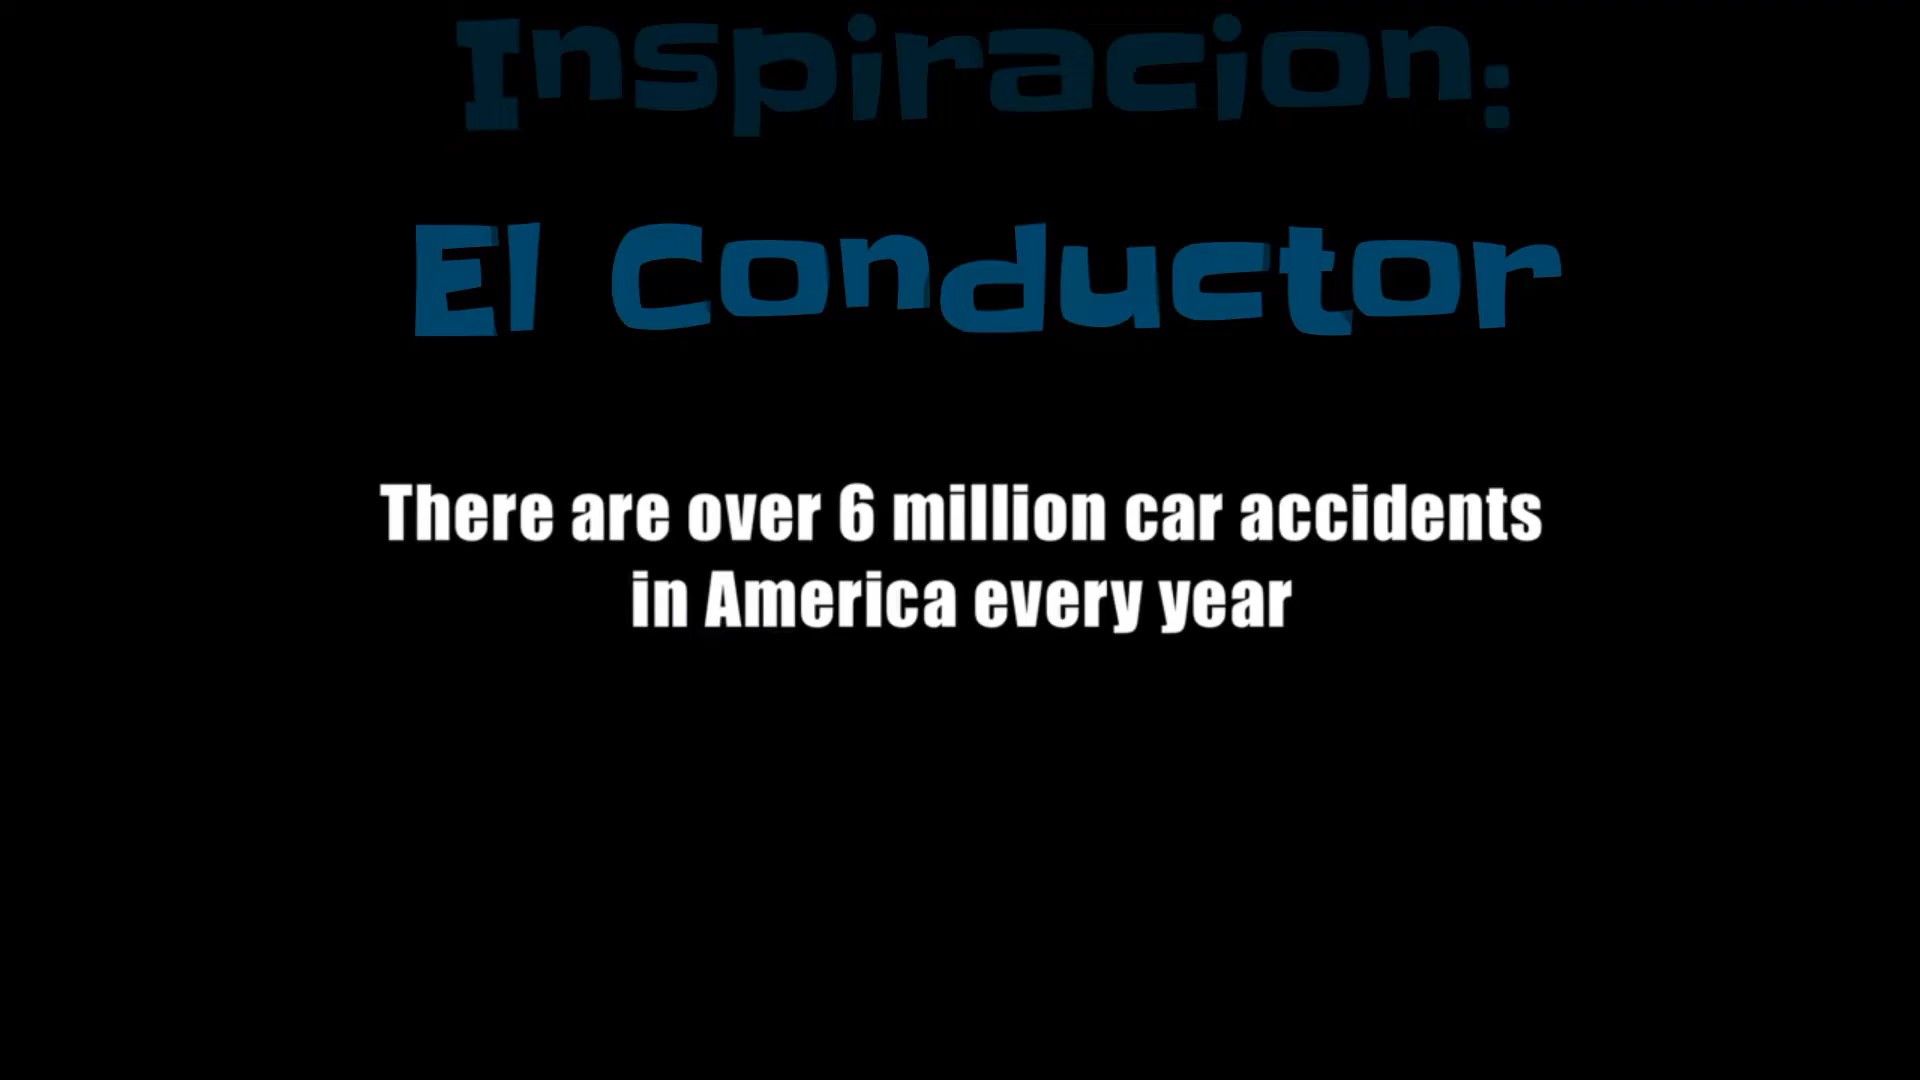 Inspiracion:
El Conductor
There are over 6 million car accidents
in America every year